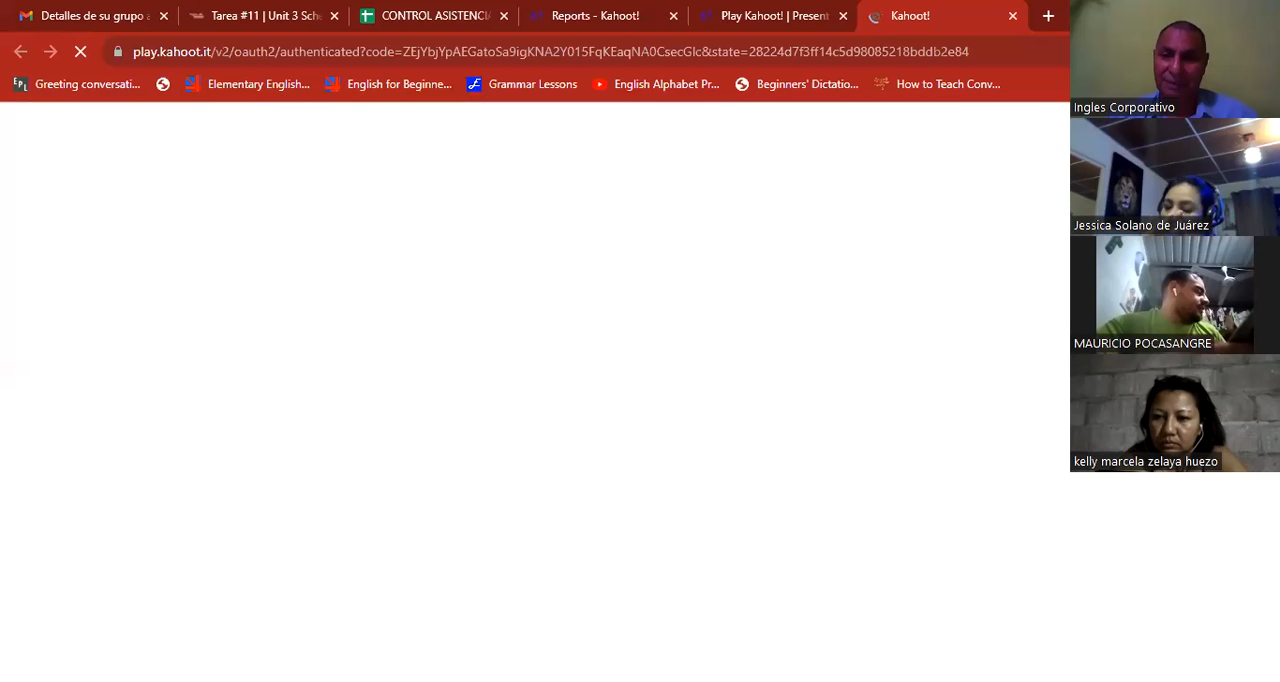 Detalles de su grupo a
Tarea #11 | Unit 3 Sche
CONTROL ASISTENCIA
Reports - Kahoot!
Play Kahoot! | Present
Kahoot!
play.kahoot.it/v2/oauth2/authenticated?code=ZEjYbjYpAEGatoSa9igKNA2Y015FqKEaqNA0CsecGlc&state=28224d7f3ff14c5d98085218bddb2e84
Greeting conversati...
Elementary English...
English for Beginne...
Grammar Lessons
English Alphabet Pr...
Beginners' Dictatio...
How to Teach Conv...
Ingles Corporativo
Jessica Solano de Juárez
MAURICIO POCASANGRE
kelly marcela zelaya huezo